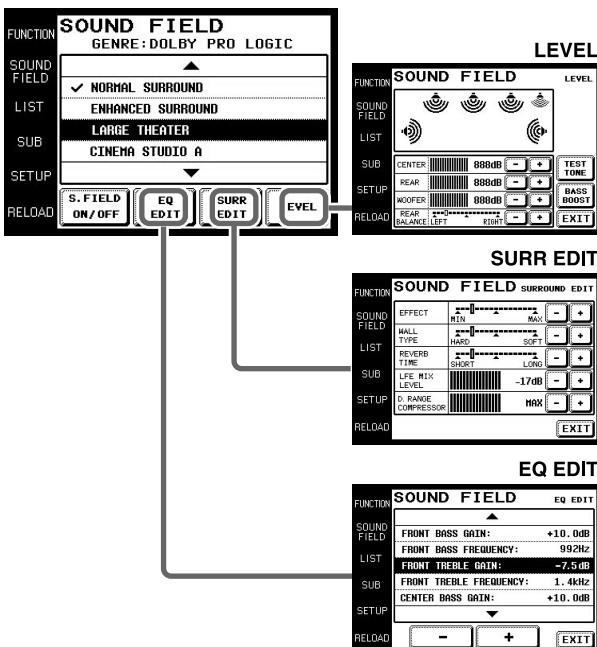 SOUND FIELD
GENRE:DOLBY PRO LOGIC
FUNCTION
SOUND FIELD
LIST
SUB
SETUP
RELOAD
✓ NORMAL SURROUND
ENHANCED SURROUND
LARGE THEATER
CINEMA STUDIO A
S.FIELD ON/OFF
EQ EDIT
SURR EDIT
EVEL
LEVEL
SOUND FIELD LEVEL
FUNCTION
SOUND FIELD
LIST
SUB
SETUP
RELOAD
CENTER 888dB - +
REAR 888dB - +
WOOFER 888dB - +
REAR BALANCE LEFT RIGHT - +
TEST TONE
BASS BOOST
EXIT
SURR EDIT
SOUND FIELD SURROUND EDIT
FUNCTION
SOUND FIELD
LIST
SUB
SETUP
RELOAD
EFFECT MIN MAX - +
WALL TYPE HARD SOFT - +
REVERB TIME SHORT LONG - +
LFE MIX LEVEL -17dB - +
D. RANGE COMPRESSOR MAX - +
EXIT
EQ EDIT
SOUND FIELD EQ EDIT
FUNCTION
SOUND FIELD
LIST
SUB
SETUP
RELOAD
FRONT BASS GAIN: +10.0dB
FRONT BASS FREQUENCY: 992Hz
FRONT TREBLE GAIN: -7.5dB
FRONT TREBLE FREQUENCY: 1.4kHz
CENTER BASS GAIN: +10.0dB
- +
EXIT